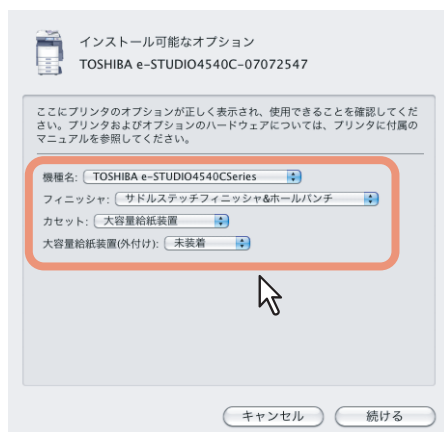 インストール可能なオプション
TOSHIBA e-STUDIO4540C-07072547
ここにプリンタのオプションが正しく表示され、使用できることを確認してくだ
さい。プリンタおよびオプションのハードウェアについては、プリンタに付属の
マニュアルを参照してください。
機種名: TOSHIBA e-STUDIO4540CSeries
フィニッシャ: サドルステッチフィニッシャ&ホールパンチ
カセット: 大容量給紙装置
大容量給紙装置(外付け): 未装着
キャンセル 続ける